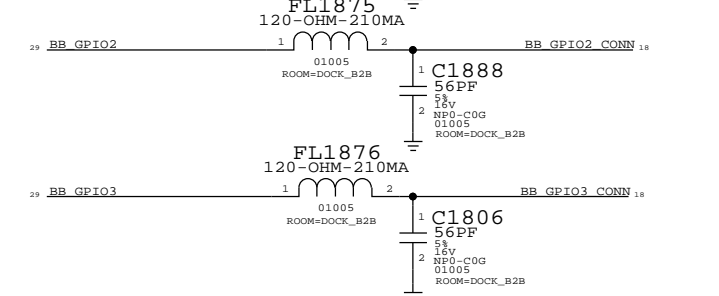 FL1875
120-OHM-210MA
29 BB_GPIO2 1 2 BB_GPIO2_CONN 18
01005
ROOM=DOCK_B2B
1 C1888
56PF
5%
16V
2 NP0-C0G
01005
ROOM=DOCK_B2B
FL1876
120-OHM-210MA
29 BB_GPIO3 1 2 BB_GPIO3_CONN 18
01005
ROOM=DOCK_B2B
1 C1806
56PF
5%
16V
2 NP0-C0G
01005
ROOM=DOCK_B2B